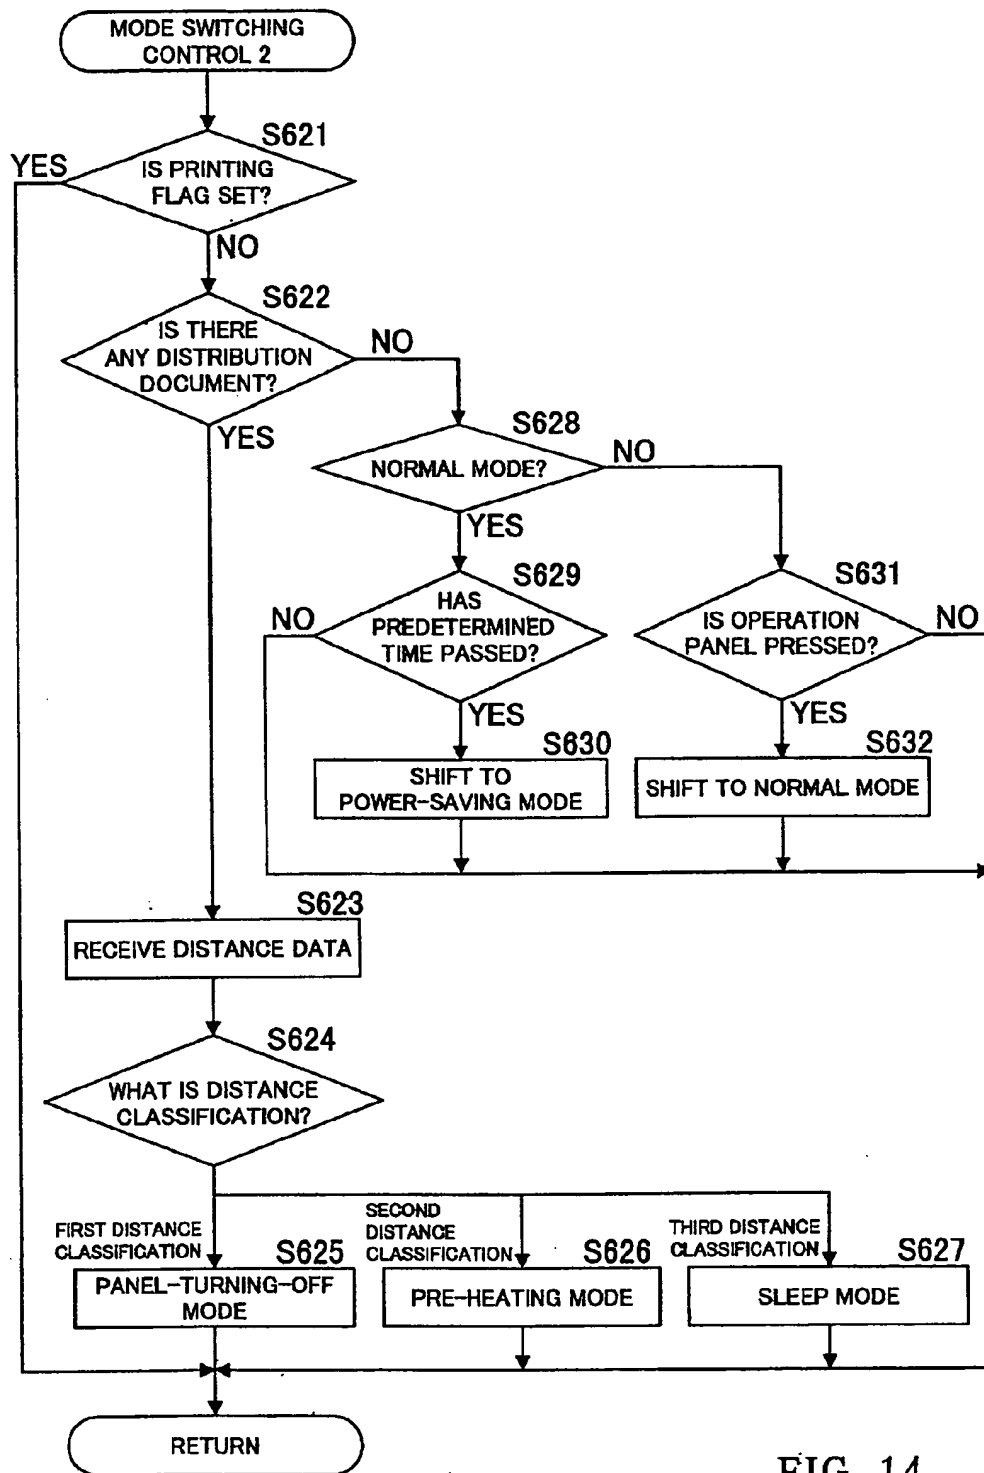 MODE SWITCHING
CONTROL 2
S621
YES
IS PRINTING
FLAG SET?
NO
S622
IS THERE
ANY DISTRIBUTION
DOCUMENT?
NO
YES
S628
NORMAL MODE?
NO
YES
S629
HAS
PREDETERMINED
TIME PASSED?
NO
YES
S631
IS OPERATION
PANEL PRESSED?
NO
YES
S630
SHIFT TO
POWER-SAVING MODE
S632
SHIFT TO NORMAL MODE
S623
RECEIVE DISTANCE DATA
S624
WHAT IS DISTANCE
CLASSIFICATION?
FIRST DISTANCE
CLASSIFICATION
S625
PANEL-TURNING-OFF
MODE
SECOND
DISTANCE
CLASSIFICATION
S626
PRE-HEATING MODE
THIRD DISTANCE
CLASSIFICATION
S627
SLEEP MODE
RETURN
FIG. 14